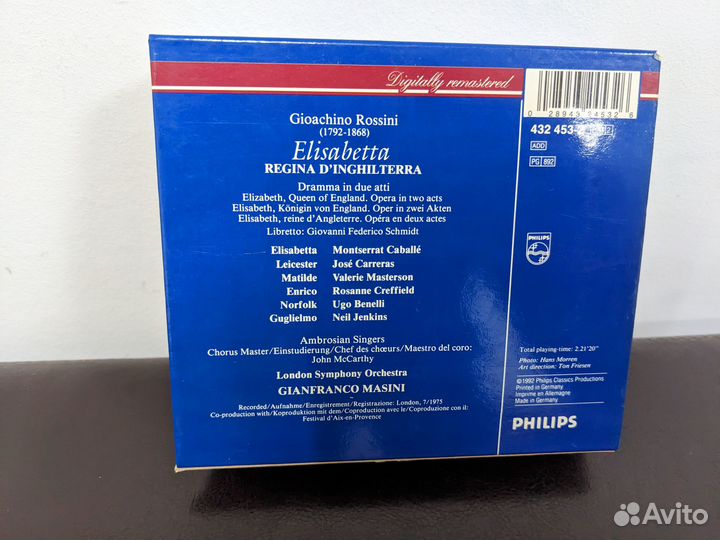 Digitally remastered
Gioachino Rossini
(1792-1868)
Elisabetta
REGINA D'INGHILTERRA
Dramma in due atti
Elizabeth, Queen of England. Opera in two acts
Elisabeth, Königin von England. Oper in zwei Akten
Elisabeth, reine d'Angleterre. Opéra en deux actes
Libretto: Giovanni Federico Schmidt
Elisabetta Montserrat Caballé
Leicester José Carreras
Matilde Valerie Masterson
Enrico Rosanne Creffield
Norfolk Ugo Benelli
Guglielmo Neil Jenkins
Ambrosian Singers
Chorus Master/Einstudierung/Chef des chœurs/Maestro del coro:
John McCarthy
London Symphony Orchestra
GIANFRANCO MASINI
Recorded/Aufnahme/Enregistrement/Registrazione: London, 7/1975
Co-production with/Koproduktion mit dem/Coproduction avec le/Coproduzione con il:
Festival d'Aix-en-Provence
0 28943 24532 6
432 453-2
ADD
PG 892
PHILIPS
Total playing-time: 2.21'20"
Photo: Hans Morren
Art direction: Ton Friesen
©1992 Philips Classics Productions
Printed in Germany
Imprimé en Allemagne
Made in Germany
PHILIPS
Avito